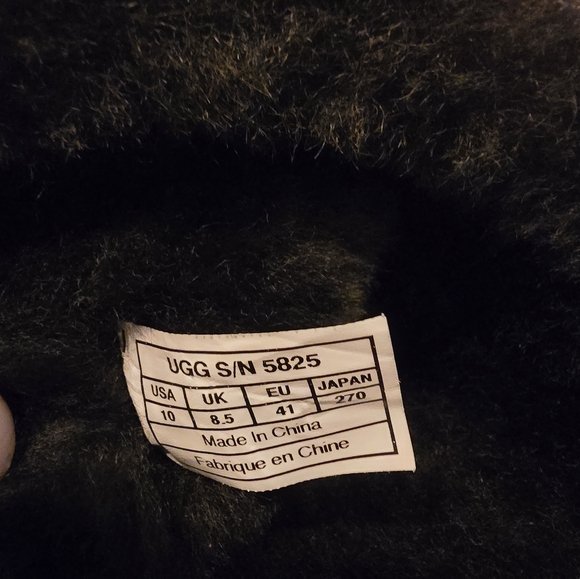 UGG S/N 5825
USA UK EU JAPAN
10 8.5 41 270
Made In China
Fabrique en Chine